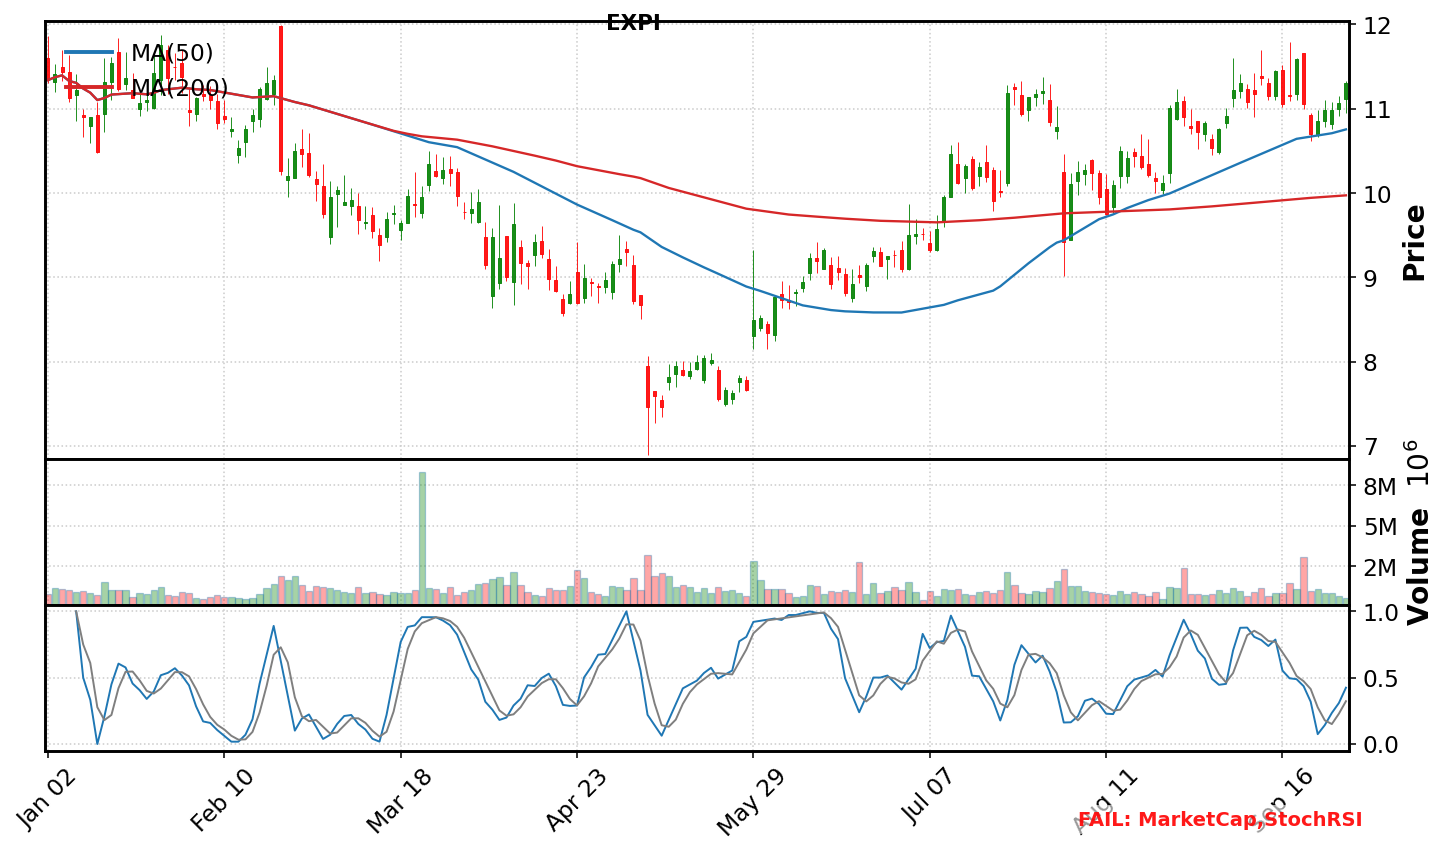 EXPI
MA(50)
MA(200)
12
11
10
9
8
7
Price
10⁶
Volume
8M
5M
2M
1.0
0.5
0.0
Jan 02
Feb 10
Mar 18
Apr 23
May 29
Jul 07
Aug 11
Sep 16
FAIL: MarketCap,StochRSI